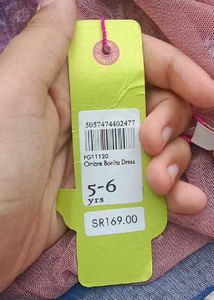 5057474402477
FG11120
Ombre Bonita Dress
5-6
yrs
SR169.00